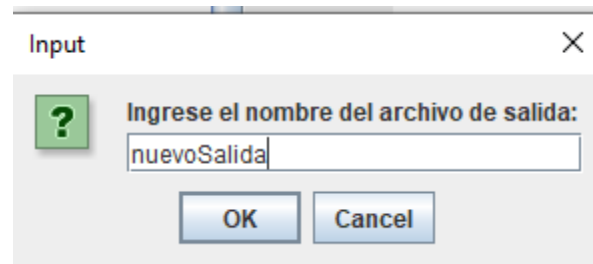 Input
Ingrese el nombre del archivo de salida:
nuevoSalida
OK Cancel